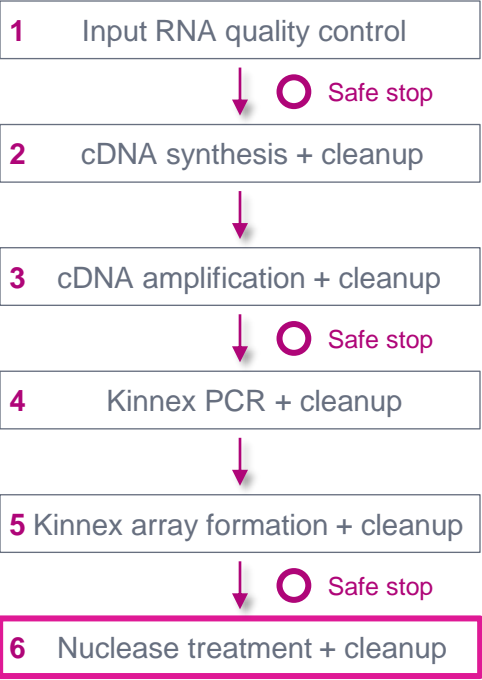 1 Input RNA quality control
Safe stop
2 cDNA synthesis + cleanup
3 cDNA amplification + cleanup
Safe stop
4 Kinnex PCR + cleanup
5 Kinnex array formation + cleanup
Safe stop
6 Nuclease treatment + cleanup